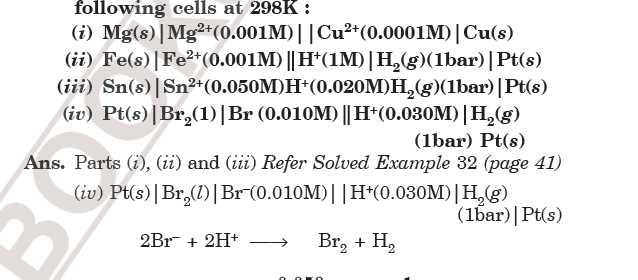 following cells at 298K :
(i) Mg(s)|Mg²⁺(0.001M)||Cu²⁺(0.0001M)|Cu(s)
(ii) Fe(s)|Fe²⁺(0.001M)||H⁺(1M)|H₂(g)(1bar)|Pt(s)
(iii) Sn(s)|Sn²⁺(0.050M)H⁺(0.020M)H₂(g)(1bar)|Pt(s)
(iv) Pt(s)|Br₂(1)|Br (0.010M)||H⁺(0.030M)|H₂(g)
(1bar) Pt(s)
Ans. Parts (i), (ii) and (iii) Refer Solved Example 32 (page 41)
(iv) Pt(s)|Br₂(l)|Br⁻(0.010M)||H⁺(0.030M)|H₂(g)
(1bar)|Pt(s)
2Br⁻ + 2H⁺ ⟶ Br₂ + H₂